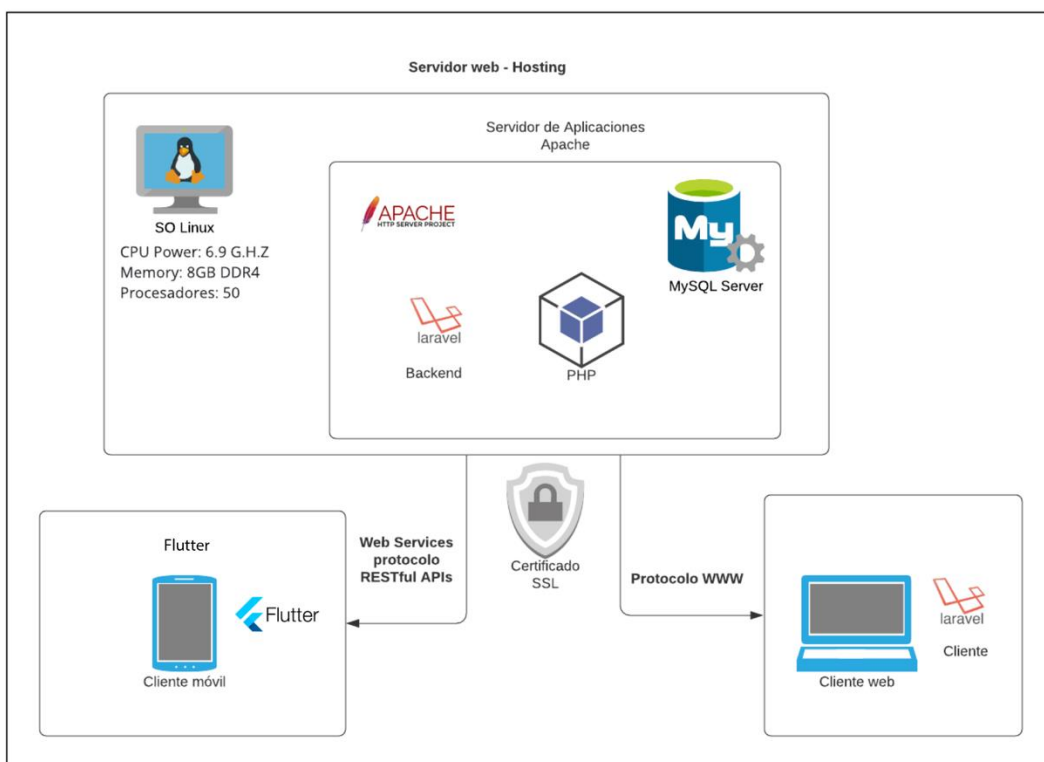 Servidor web - Hosting
Servidor de Aplicaciones
Apache
SO Linux
CPU Power: 6.9 G.H.Z
Memory: 8GB DDR4
Procesadores: 50
APACHE
HTTP SERVER PROJECT
My
MySQL Server
laravel
Backend
PHP
Flutter
Flutter
Cliente móvil
Web Services
protocolo
RESTful APIs
Certificado
SSL
Protocolo WWW
laravel
Cliente
Cliente web